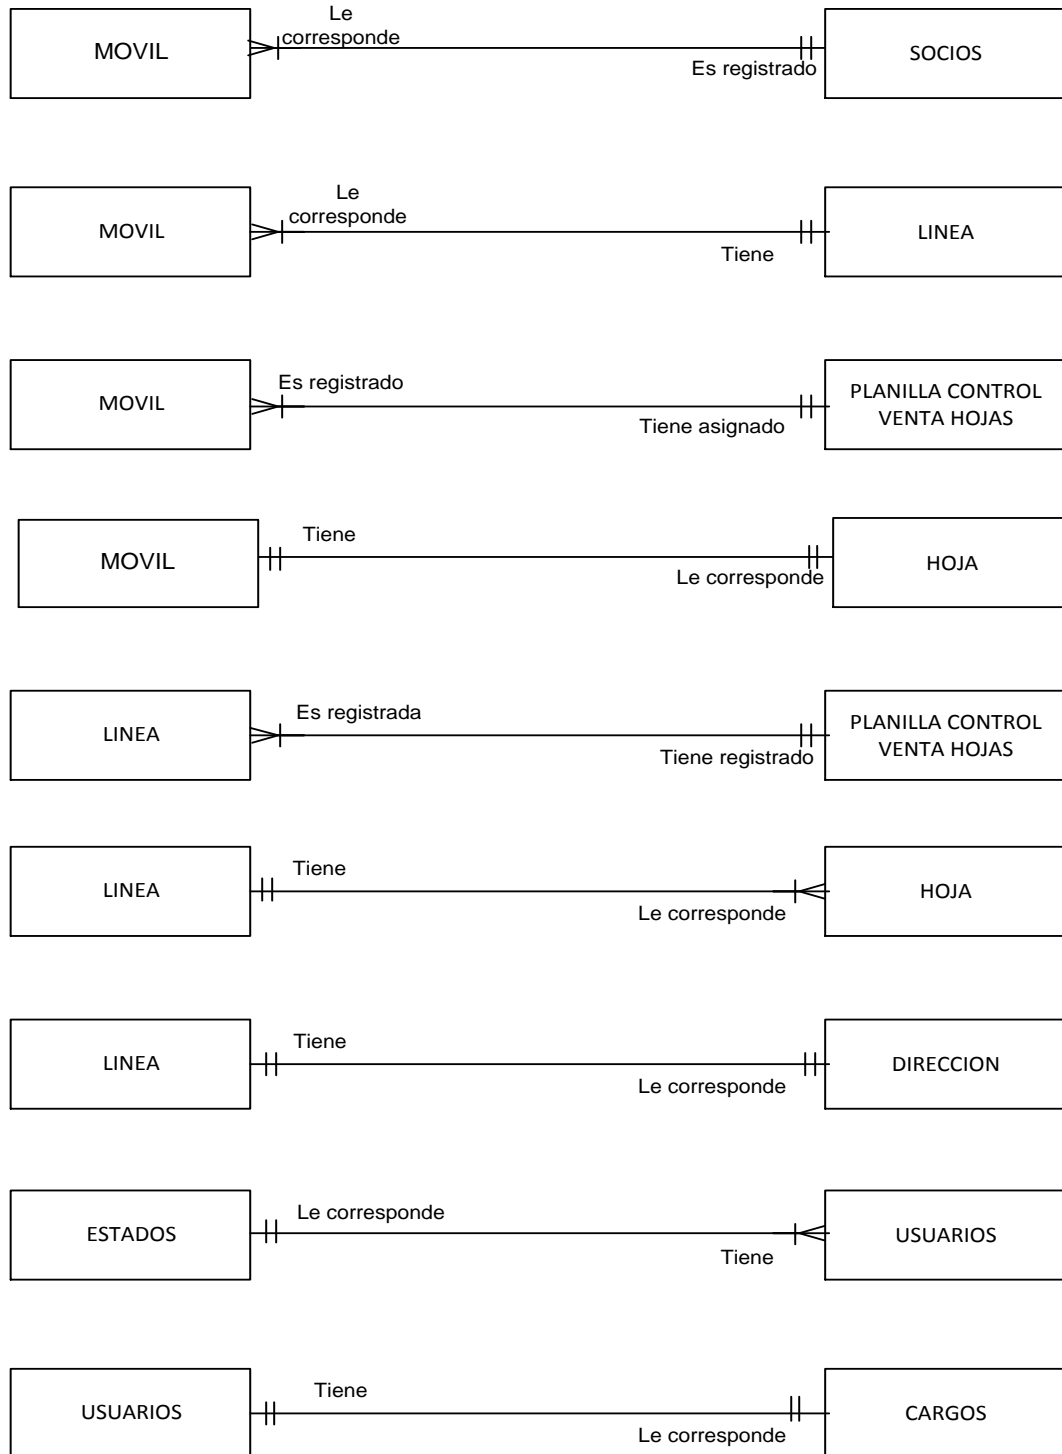 Le
corresponde
MOVIL
SOCIOS
Es registrado
Le
corresponde
MOVIL
LINEA
Tiene
Es registrado
MOVIL
PLANILLA CONTROL
VENTA HOJAS
Tiene asignado
Tiene
MOVIL
HOJA
Le corresponde
Es registrada
LINEA
PLANILLA CONTROL
VENTA HOJAS
Tiene registrado
Tiene
LINEA
HOJA
Le corresponde
Tiene
LINEA
DIRECCION
Le corresponde
Le corresponde
ESTADOS
USUARIOS
Tiene
Tiene
USUARIOS
CARGOS
Le corresponde